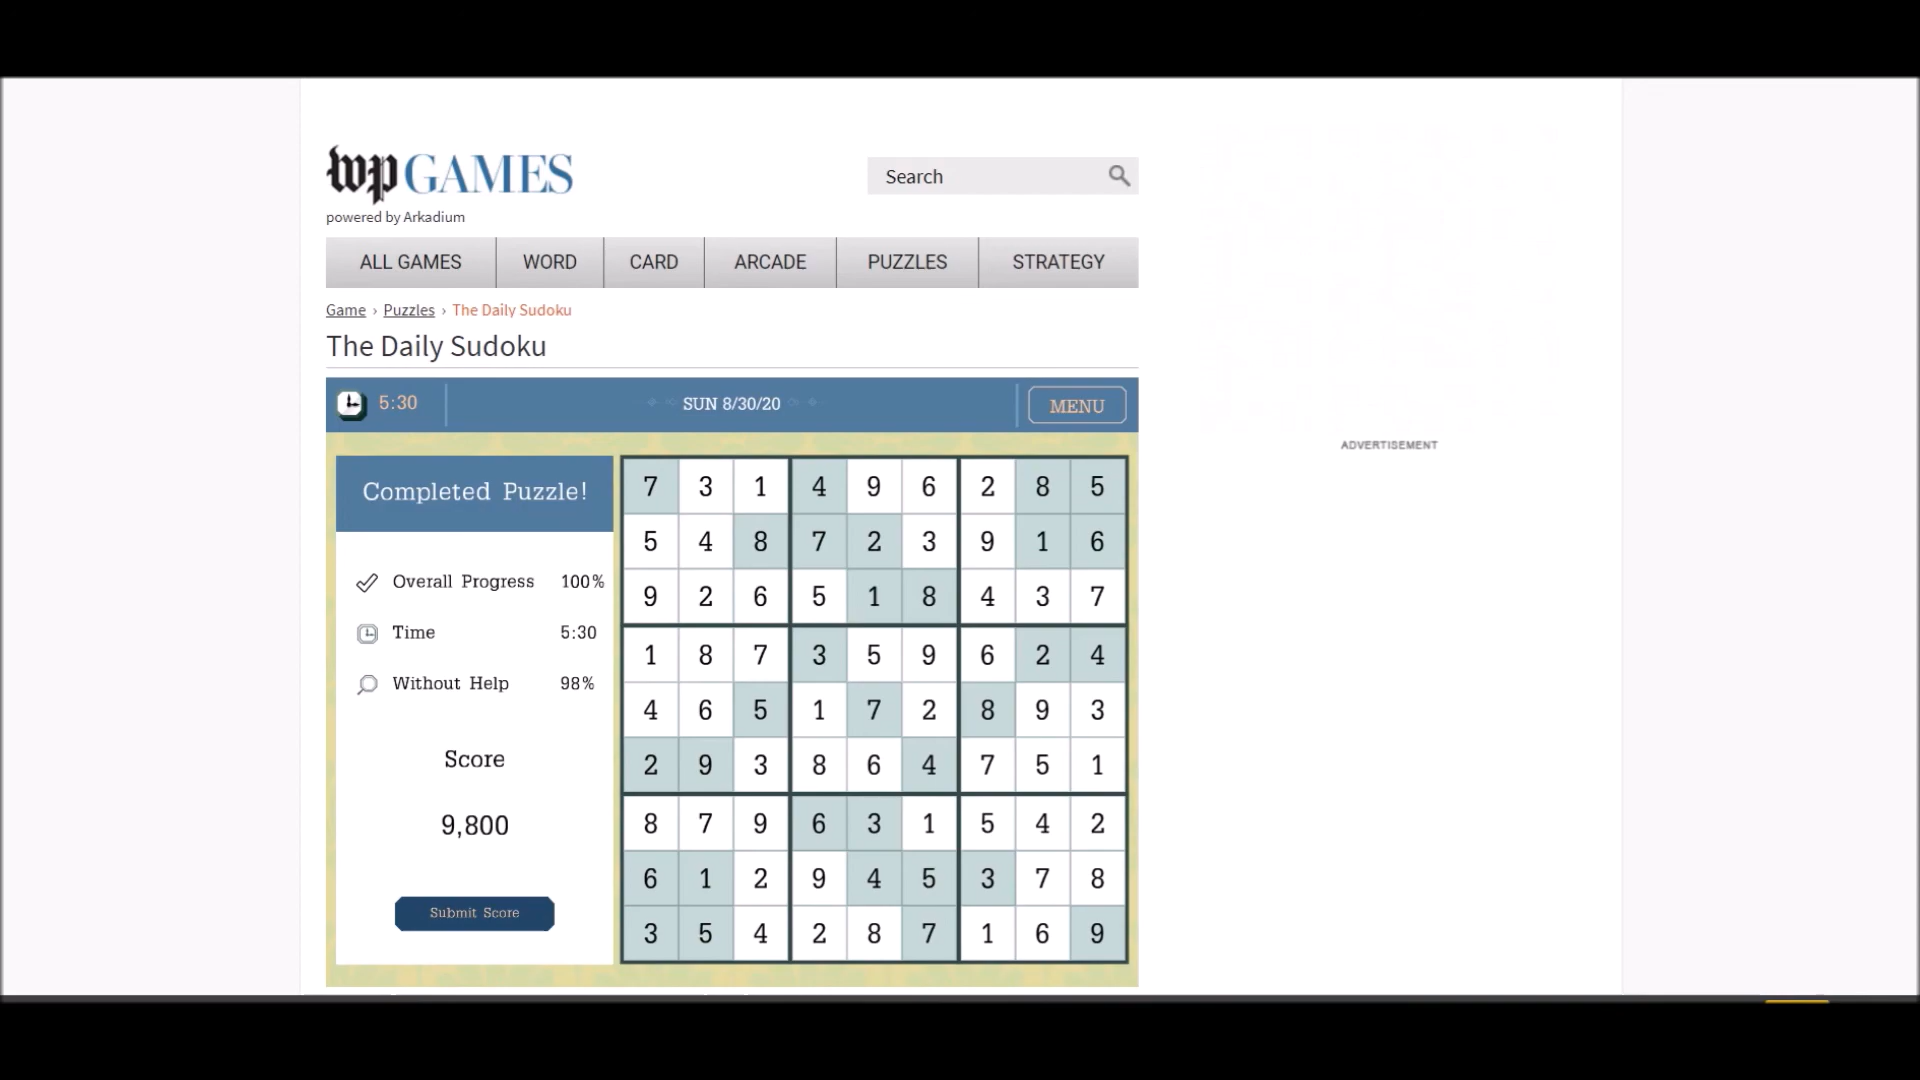 wp GAMES
powered by Arkadium
Search
ALL GAMES WORD CARD ARCADE PUZZLES STRATEGY
Game › Puzzles › The Daily Sudoku
The Daily Sudoku
5:30 SUN 8/30/20 MENU
ADVERTISEMENT
Completed Puzzle!
Overall Progress 100%
Time 5:30
Without Help 98%
Score
9,800
Submit Score
7 3 1 4 9 6 2 8 5
5 4 8 7 2 3 9 1 6
9 2 6 5 1 8 4 3 7
1 8 7 3 5 9 6 2 4
4 6 5 1 7 2 8 9 3
2 9 3 8 6 4 7 5 1
8 7 9 6 3 1 5 4 2
6 1 2 9 4 5 3 7 8
3 5 4 2 8 7 1 6 9